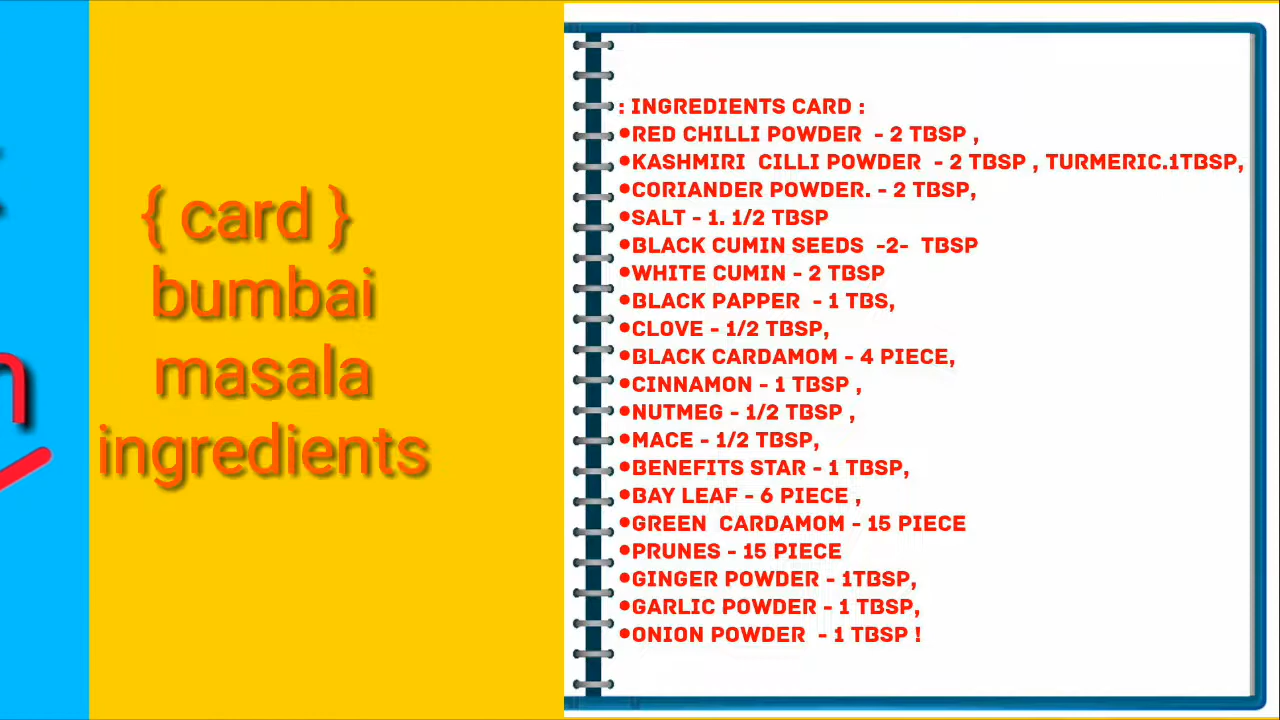 { card }
bumbai
masala
ingredients
: INGREDIENTS CARD :
•RED CHILLI POWDER - 2 TBSP ,
•KASHMIRI CILLI POWDER - 2 TBSP , TURMERIC.1TBSP,
•CORIANDER POWDER. - 2 TBSP,
•SALT - 1. 1/2 TBSP
•BLACK CUMIN SEEDS -2- TBSP
•WHITE CUMIN - 2 TBSP
•BLACK PAPPER - 1 TBS,
•CLOVE - 1/2 TBSP,
•BLACK CARDAMOM - 4 PIECE,
•CINNAMON - 1 TBSP ,
•NUTMEG - 1/2 TBSP ,
•MACE - 1/2 TBSP,
•BENEFITS STAR - 1 TBSP,
•BAY LEAF - 6 PIECE ,
•GREEN CARDAMOM - 15 PIECE
•PRUNES - 15 PIECE
•GINGER POWDER - 1TBSP,
•GARLIC POWDER - 1 TBSP,
•ONION POWDER - 1 TBSP !